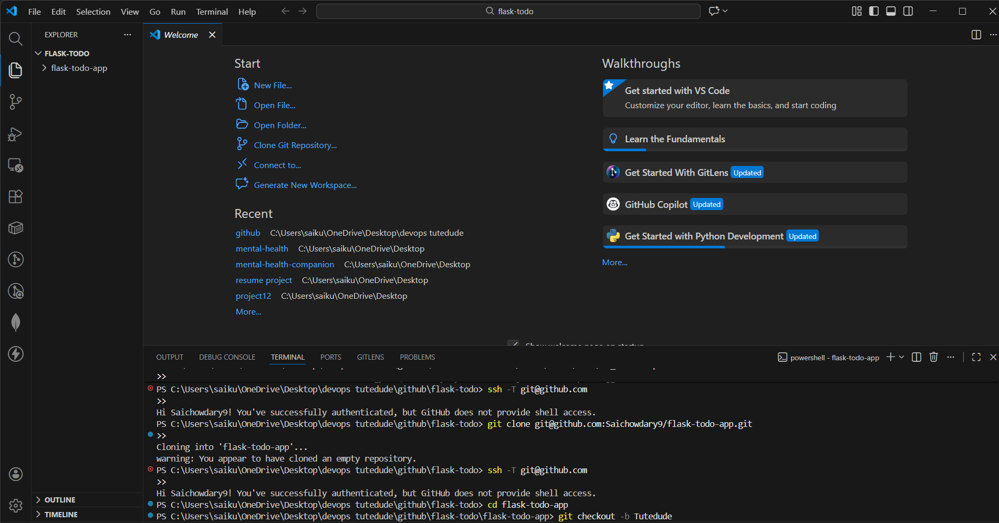 File Edit Selection View Go Run Terminal Help
flask-todo
EXPLORER
FLASK-TODO
flask-todo-app
OUTLINE
TIMELINE
Welcome
Start
New File...
Open File...
Open Folder...
Clone Git Repository...
Connect to...
Generate New Workspace...
Recent
github C:\Users\saiku\OneDrive\Desktop\devops tutedude
mental-health C:\Users\saiku\OneDrive\Desktop
mental-health-companion C:\Users\saiku\OneDrive\Desktop
resume project C:\Users\saiku\OneDrive\Desktop
project12 C:\Users\saiku\OneDrive\Desktop
More...
Walkthroughs
Get started with VS Code
Customize your editor, learn the basics, and start coding
Learn the Fundamentals
Get Started With GitLens Updated
GitHub Copilot Updated
Get Started with Python Development Updated
More...
Show welcome page on startup
OUTPUT DEBUG CONSOLE TERMINAL PORTS GITLENS PROBLEMS
powershell - flask-todo-app
>>
PS C:\Users\saiku\OneDrive\Desktop\devops tutedude\github\flask-todo> ssh -T git@github.com
>>
Hi Saichowdary9! You've successfully authenticated, but GitHub does not provide shell access.
PS C:\Users\saiku\OneDrive\Desktop\devops tutedude\github\flask-todo> git clone git@github.com:Saichowdary9/flask-todo-app.git
>>
Cloning into 'flask-todo-app'...
warning: You appear to have cloned an empty repository.
PS C:\Users\saiku\OneDrive\Desktop\devops tutedude\github\flask-todo> ssh -T git@github.com
>>
Hi Saichowdary9! You've successfully authenticated, but GitHub does not provide shell access.
PS C:\Users\saiku\OneDrive\Desktop\devops tutedude\github\flask-todo> cd flask-todo-app
PS C:\Users\saiku\OneDrive\Desktop\devops tutedude\github\flask-todo\flask-todo-app> git checkout -b Tutedude